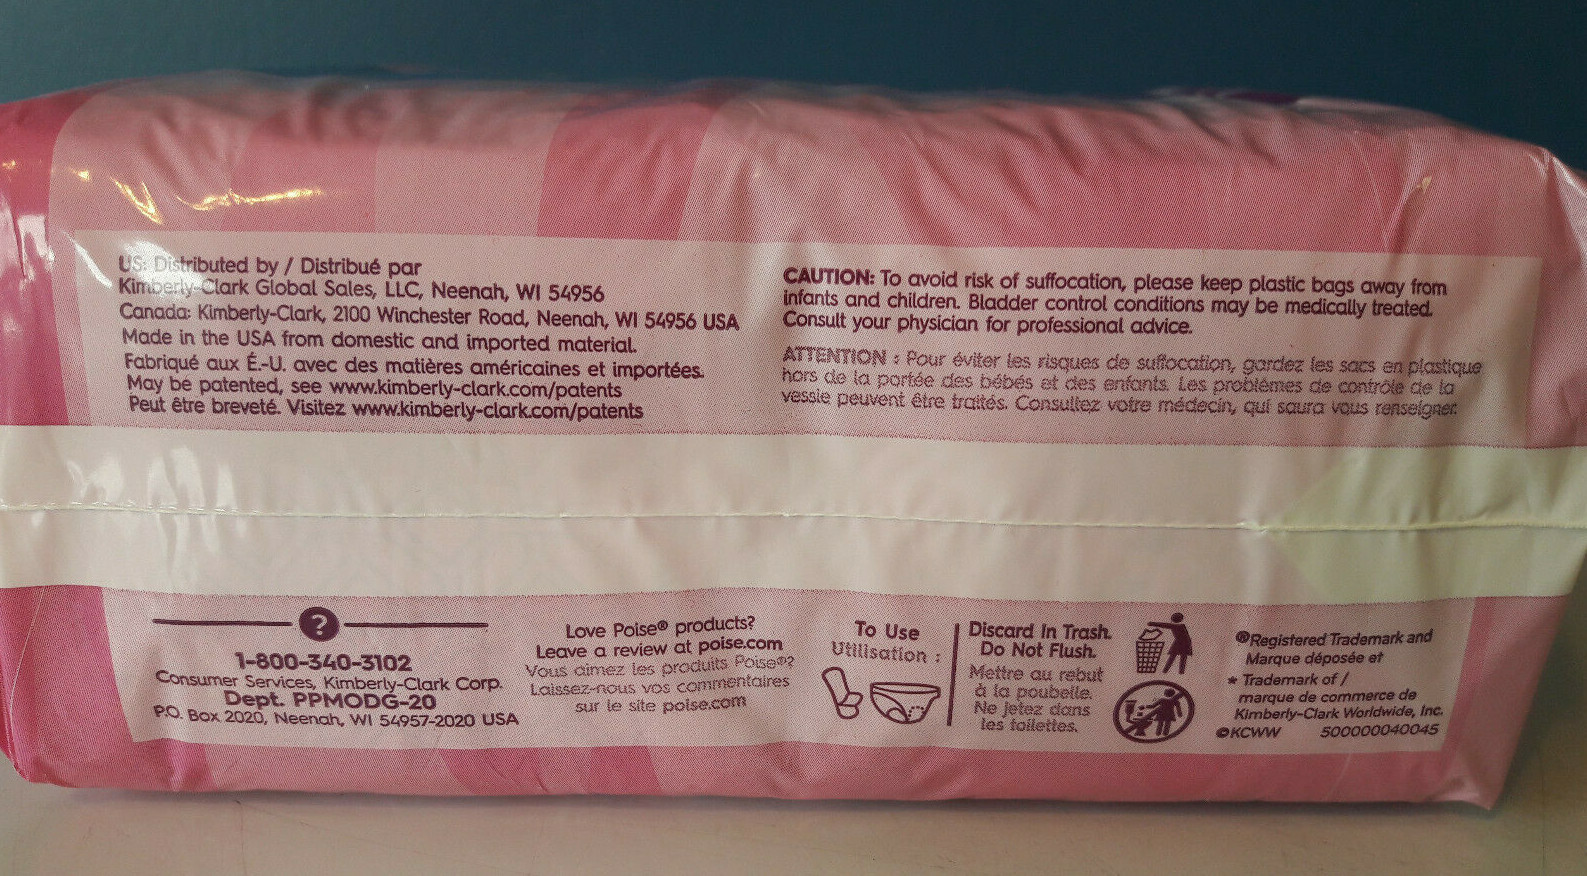 US: Distributed by / Distribué par
Kimberly-Clark Global Sales, LLC, Neenah, WI 54956
Canada: Kimberly-Clark, 2100 Winchester Road, Neenah, WI 54956 USA
Made in the USA from domestic and imported material.
Fabriqué aux É.-U. avec des matières américaines et importées.
May be patented, see www.kimberly-clark.com/patents
Peut être breveté. Visitez www.kimberly-clark.com/patents
CAUTION: To avoid risk of suffocation, please keep plastic bags away from
infants and children. Bladder control conditions may be medically treated.
Consult your physician for professional advice.
ATTENTION : Pour éviter les risques de suffocation, gardez les sacs en plastique
hors de la portée des bébés et des enfants. Les problèmes de contrôle de la
vessie peuvent être traités. Consultez votre médecin, qui saura vous renseigner.
?
1-800-340-3102
Consumer Services, Kimberly-Clark Corp.
Dept. PPMODG-20
P.O. Box 2020, Neenah, WI 54957-2020 USA
Love Poise® products?
Leave a review at poise.com
Vous aimez les produits Poise®?
Laissez-nous vos commentaires
sur le site poise.com
To Use
Utilisation :
Discard In Trash.
Do Not Flush.
Mettre au rebut
à la poubelle.
Ne jetez dans
les toilettes.
®Registered Trademark and
Marque déposée et
* Trademark of /
marque de commerce de
Kimberly-Clark Worldwide, Inc.
©KCWW 500000040045